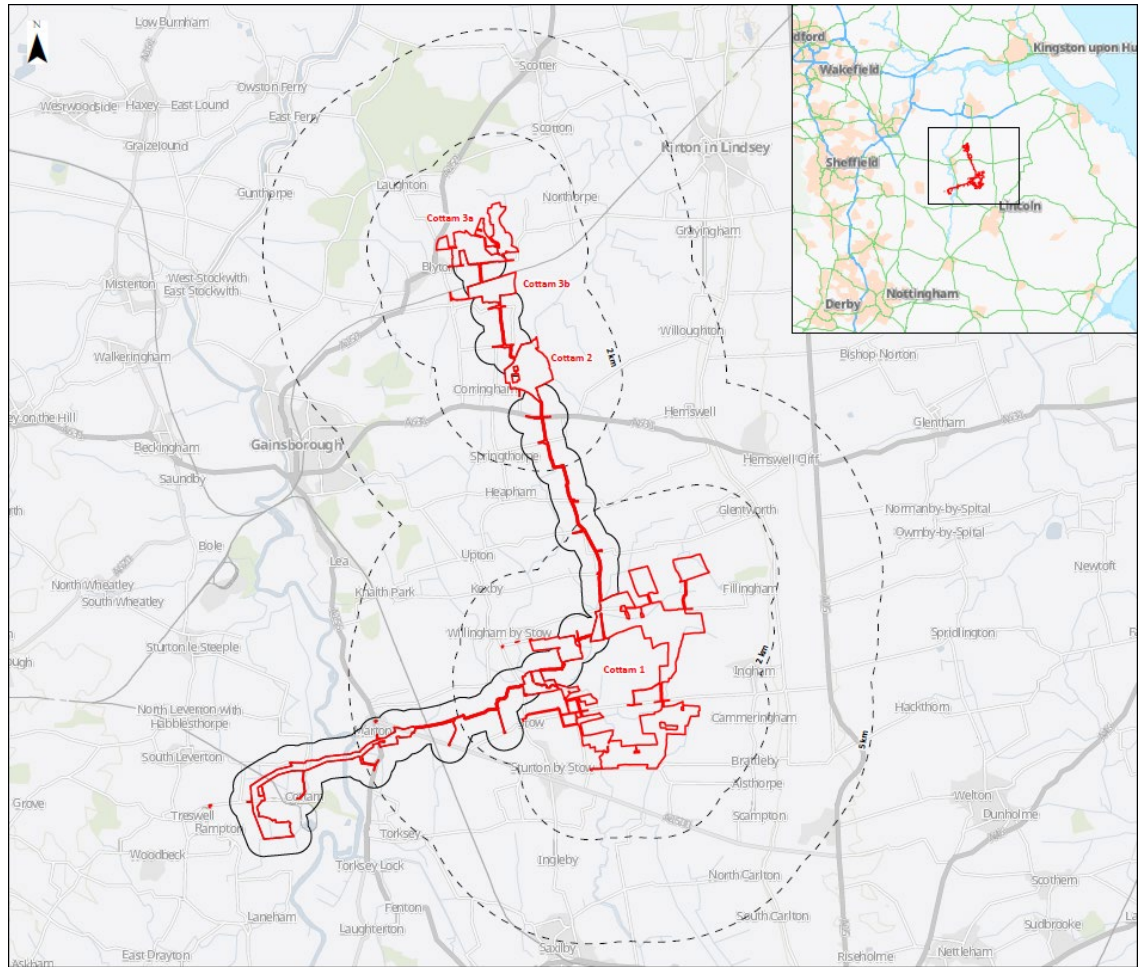 N
Low Burnham
Westwoodside
Haxey
East Lound
Owston Ferry
East Ferry
Graizelound
Gunthorpe
Laughton
Scotter
Scotton
Northorpe
Kirton in Lindsey
Grayingham
Cottam 3a
Blyton
Cottam 3b
West Stockwith
East Stockwith
Misterton
Walkeringham
Willoughton
Bishop Norton
2 km
Cottam 2
Corringham
Hemswell
Glentham
Beckingham
Gainsborough
Saundby
Springthorpe
Hemswell Cliff
Heapham
Glentworth
Normanby-by-Spital
Ownby-by-Spital
Bole
Lea
Upton
Kexby
Knaith Park
North Wheatley
South Wheatley
Fillingham
Newtoft
Willingham by Stow
Sturton le Steeple
Spridlington
Cottam 1
2 km
Ingham
North Leverton with
Habblesthorpe
Marton
Stow
Cammeringham
Hackthorn
5 km
South Leverton
Sturton by Stow
Brattleby
Aisthorpe
Cottam
Grove
Treswell
Rampton
Woodbeck
Torksey
Scampton
Welton
Dunholme
Torksey Lock
Ingleby
North Carlton
Scothern
Laneham
Fenton
Laughterton
South Carlton
Sudbrooke
East Drayton
Saxilby
Riseholme
Nettleham
Askham
Wakefield
Sheffield
Lincoln
Nottingham
Derby